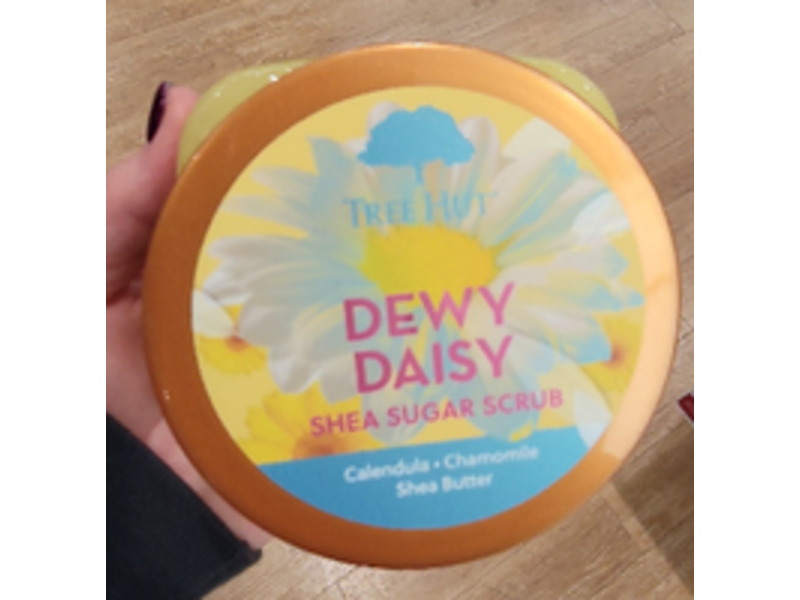 TREE HUT
DEWY
DAISY
SHEA SUGAR SCRUB
Calendula • Chamomile
Shea Butter